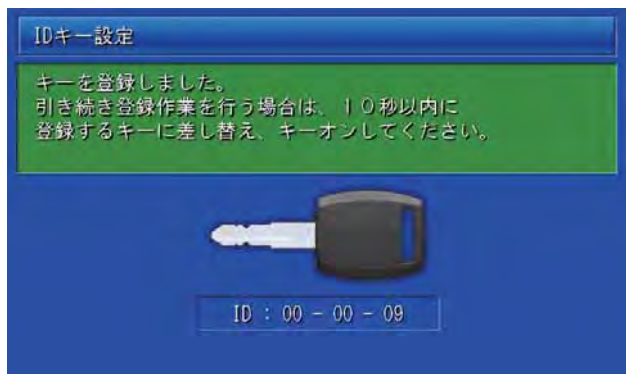 IDキー設定
キーを登録しました。
引き続き登録作業を行う場合は、１０秒以内に
登録するキーに差し替え、キーオンしてください。
ID : 00 - 00 - 09